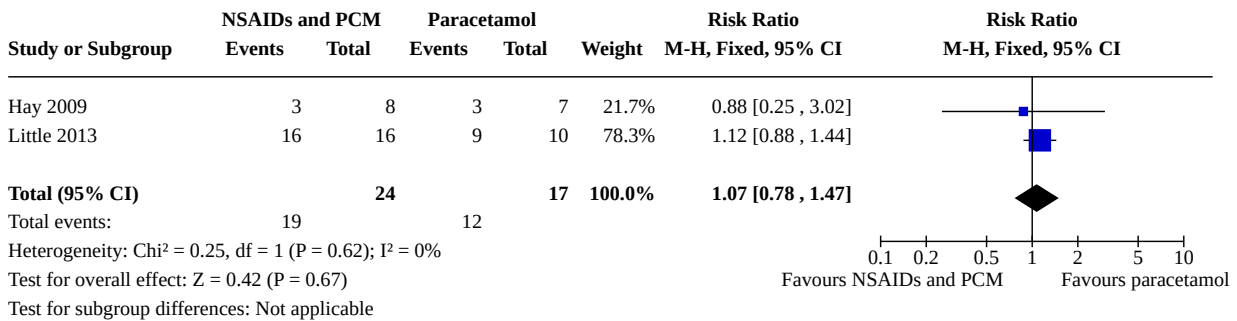 NSAIDs and PCM Paracetamol Risk Ratio Risk Ratio
Study or Subgroup Events Total Events Total Weight M-H, Fixed, 95% CI M-H, Fixed, 95% CI
Hay 2009 3 8 3 7 21.7% 0.88 [0.25 , 3.02]
Little 2013 16 16 9 10 78.3% 1.12 [0.88 , 1.44]
Total (95% CI) 24 17 100.0% 1.07 [0.78 , 1.47]
Total events: 19 12
Heterogeneity: Chi² = 0.25, df = 1 (P = 0.62); I² = 0%
0.1 0.2 0.5 1 2 5 10
Test for overall effect: Z = 0.42 (P = 0.67) Favours NSAIDs and PCM Favours paracetamol
Test for subgroup differences: Not applicable